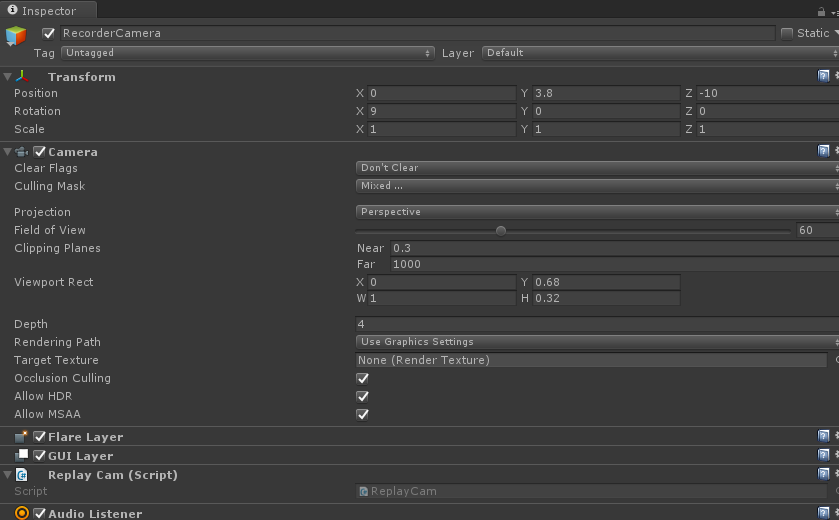 Inspector
RecorderCamera Static
Tag Untagged Layer Default
Transform
Position X 0 Y 3.8 Z -10
Rotation X 9 Y 0 Z 0
Scale X 1 Y 1 Z 1
Camera
Clear Flags Don't Clear
Culling Mask Mixed ...
Projection Perspective
Field of View 60
Clipping Planes Near 0.3
Far 1000
Viewport Rect X 0 Y 0.68
W 1 H 0.32
Depth 4
Rendering Path Use Graphics Settings
Target Texture None (Render Texture)
Occlusion Culling
Allow HDR
Allow MSAA
Flare Layer
GUI Layer
Replay Cam (Script)
Script ReplayCam
Audio Listener